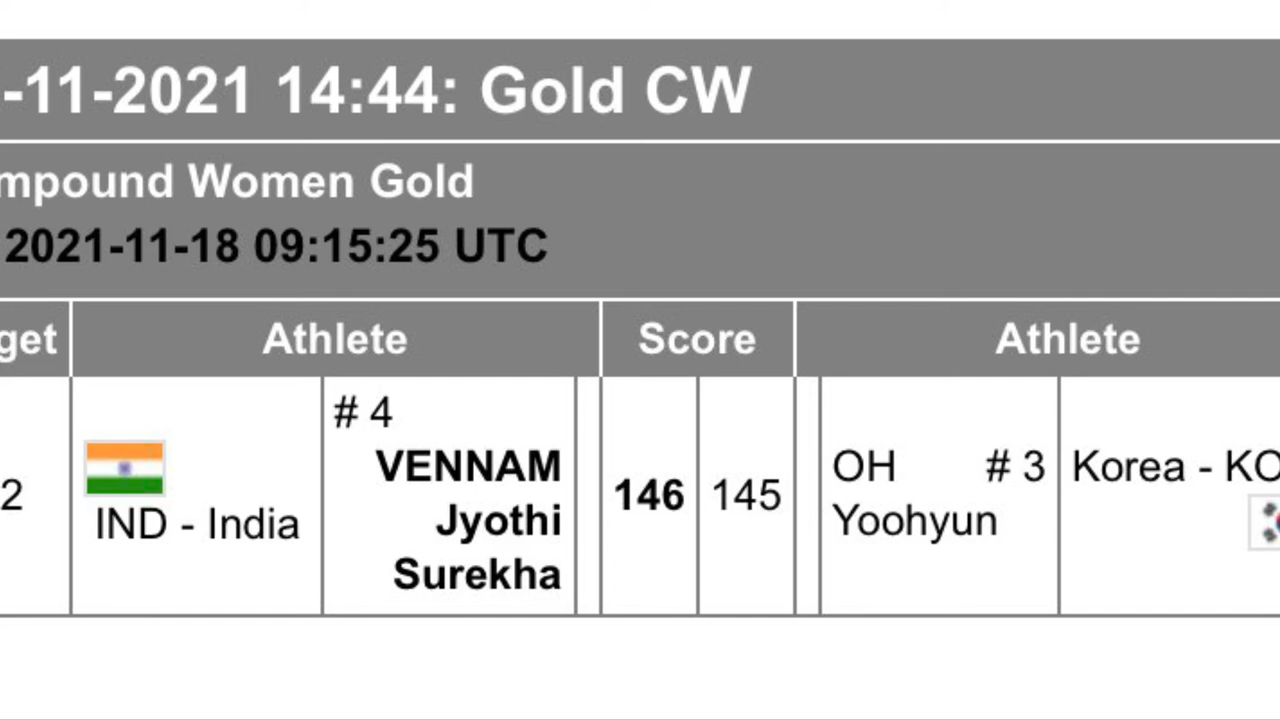 -11-2021 14:44: Gold CW
mpound Women Gold
2021-11-18 09:15:25 UTC
get Athlete Score Athlete
2 IND - India # 4 VENNAM Jyothi Surekha 146 145 OH Yoohyun # 3 Korea - KO